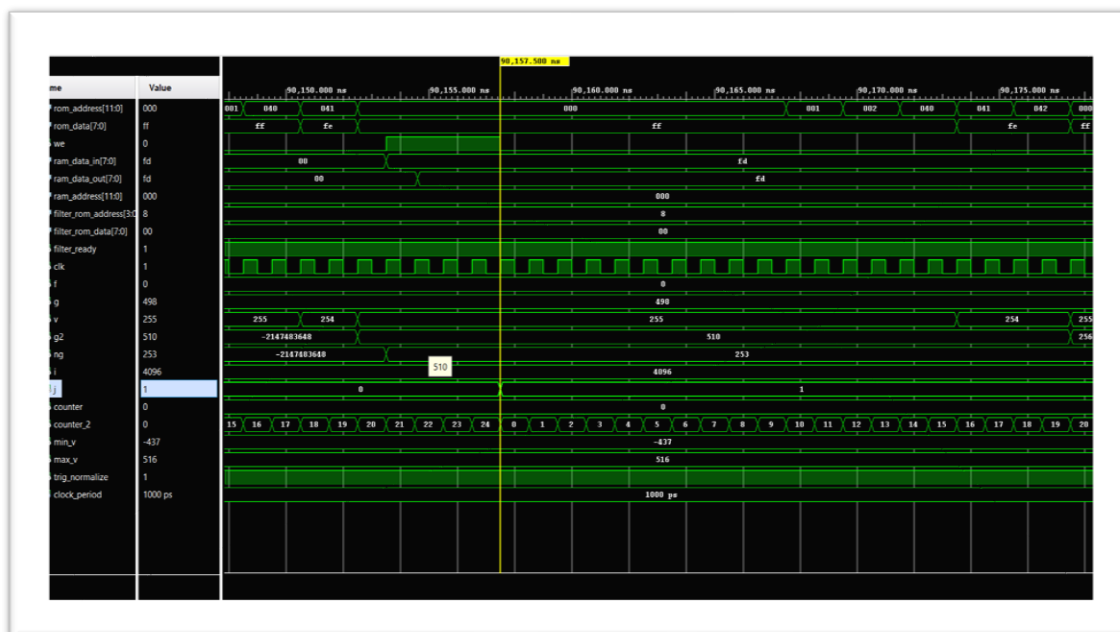 90,157.500 ns
me Value
90,150.000 ns 90,155.000 ns 90,160.000 ns 90,165.000 ns 90,170.000 ns 90,175.000 ns
rom_address[11:0] 000 001 040 041 000 001 002 040 041 042 000
rom_data[7:0] ff ff fe ff fe ff
we 0
ram_data_in[7:0] fd 00 fd
ram_data_out[7:0] fd 00 fd
ram_address[11:0] 000 000
filter_rom_address[3:0 8 8
filter_rom_data[7:0] 00 00
filter_ready 1
clk 1
f 0 0
g 498 498
v 255 255 254 255 254 255
g2 510 -2147483648 510 256
ng 253 -2147483648 253
510
i 4096 4096
j 1 0 1
counter 0 0
counter_2 0 15 16 17 18 19 20 21 22 23 24 0 1 2 3 4 5 6 7 8 9 10 11 12 13 14 15 16 17 18 19 20
min_v -437 -437
max_v 516 516
trig_normalize 1
clock_period 1000 ps 1000 ps